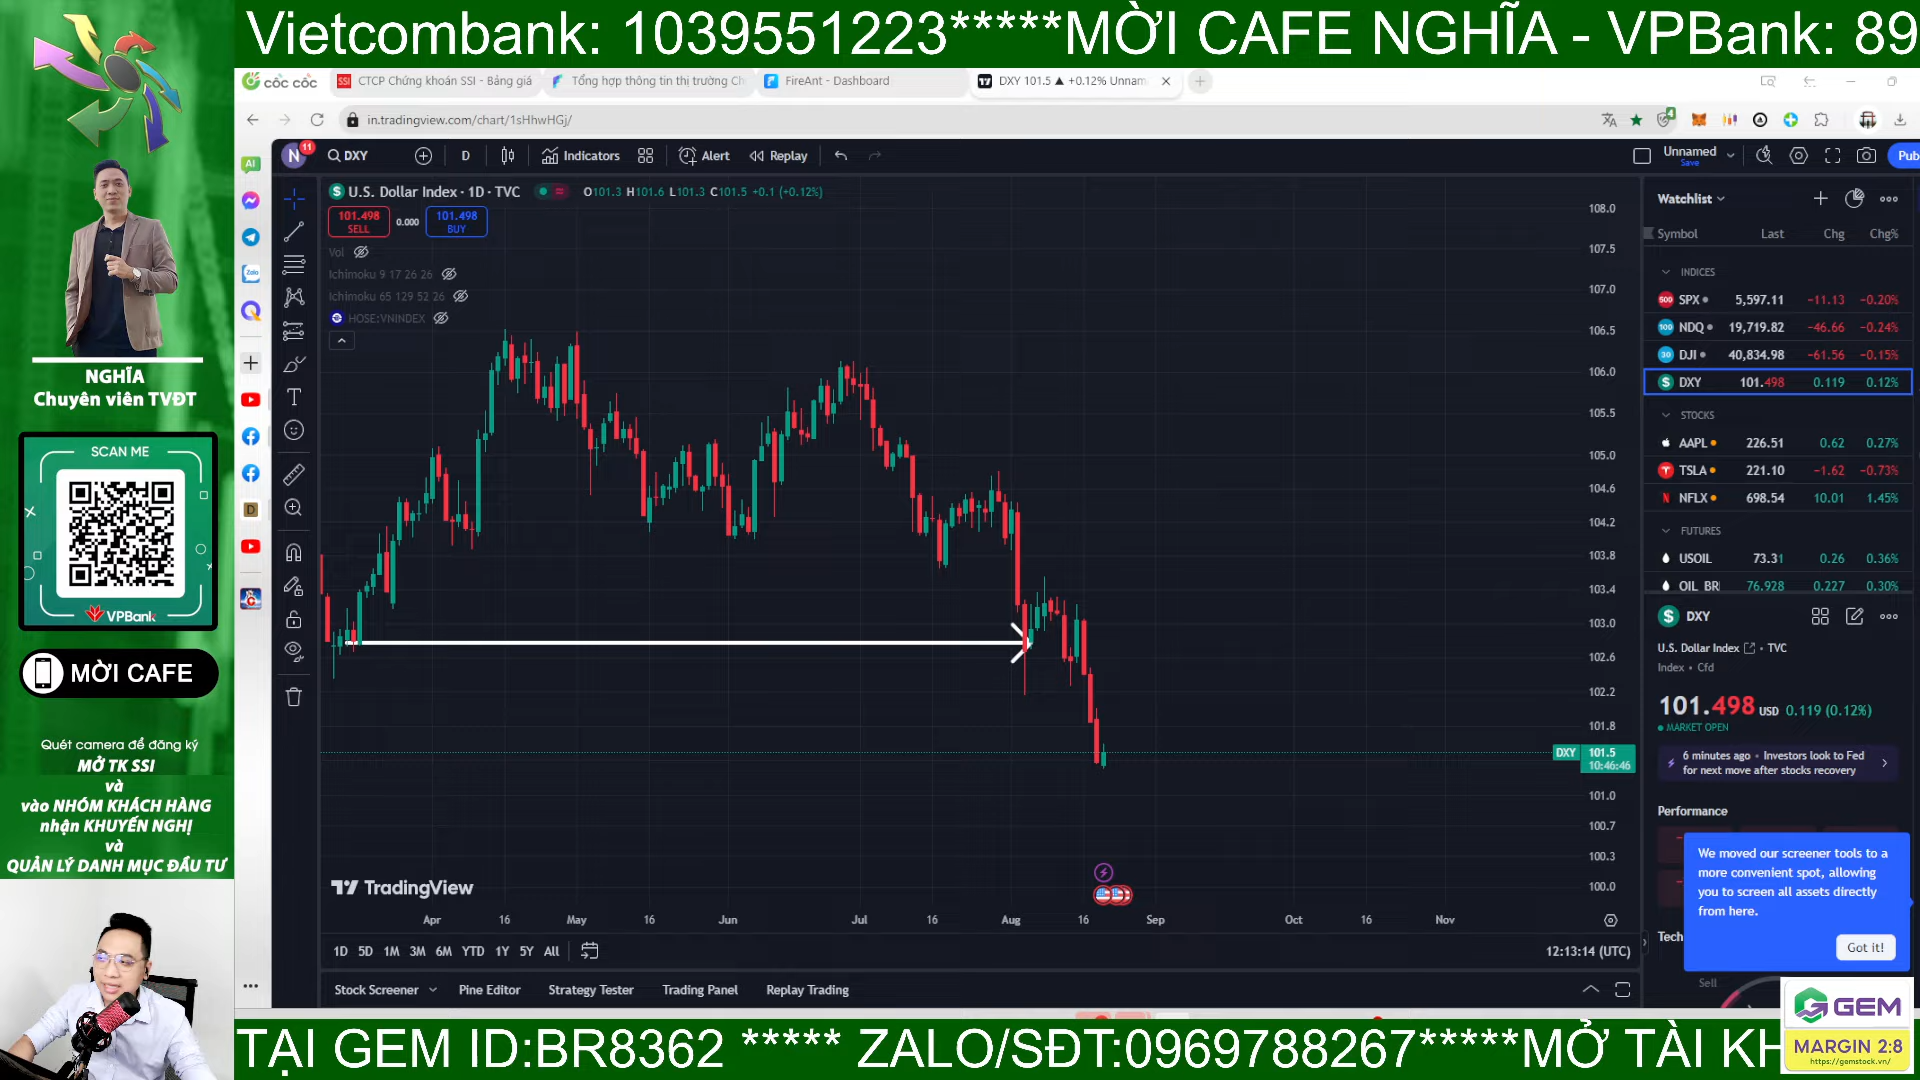 Vietcombank: 1039551223*****MỜI CAFE NGHĨA - VPBank: 89
CỐC CỐC
CTCP Chứng khoán SSI - Bảng giá
Tổng hợp thông tin thị trường Ch
FireAnt - Dashboard
DXY 101.5 ▲ +0.12% Unnam
in.tradingview.com/chart/1sHhwHGj/
N
11
DXY
D
Indicators
Alert
Replay
Unnamed
Save
Pub
U.S. Dollar Index · 1D · TVC
O101.3 H101.6 L101.3 C101.5 +0.1 (+0.12%)
101.498
SELL
0.000
101.498
BUY
Vol
Ichimoku 9 17 26 26
Ichimoku 65 129 52 26
HOSE:VNINDEX
108.0
107.5
107.0
106.5
106.0
105.5
105.0
104.6
104.2
103.8
103.4
103.0
102.6
102.2
101.8
DXY 101.5
10:46:46
101.0
100.7
100.3
100.0
TradingView
Apr 16 May 16 Jun Jul 16 Aug 16 Sep Oct 16 Nov
1D 5D 1M 3M 6M YTD 1Y 5Y All
12:13:14 (UTC)
Stock Screener
Pine Editor
Strategy Tester
Trading Panel
Replay Trading
Watchlist
Symbol Last Chg Chg%
INDICES
SPX 5,597.11 −11.13 −0.20%
NDQ 19,719.82 −46.66 −0.24%
DJI 40,834.98 −61.56 −0.15%
DXY 101.498 0.119 0.12%
STOCKS
AAPL 226.51 0.62 0.27%
TSLA 221.10 −1.62 −0.73%
NFLX 698.54 10.01 1.45%
FUTURES
USOIL 73.31 0.26 0.36%
OIL_BRI 76.928 0.227 0.30%
DXY
U.S. Dollar Index • TVC
Index • Cfd
101.498 USD 0.119 (0.12%)
MARKET OPEN
6 minutes ago • Investors look to Fed
for next move after stocks recovery
Performance
We moved our screener tools to a
more convenient spot, allowing
you to screen all assets directly
from here.
Got it!
Tech
Sell
NGHĨA
Chuyên viên TVĐT
SCAN ME
VPBank
MỜI CAFE
Quét camera để đăng ký
MỞ TK SSI
và
vào NHÓM KHÁCH HÀNG
nhận KHUYẾN NGHỊ
và
QUẢN LÝ DANH MỤC ĐẦU TƯ
TẠI GEM ID:BR8362 ***** ZALO/SĐT:0969788267*****MỞ TÀI KH
GEM
MARGIN 2:8
https://gemstock.vn/